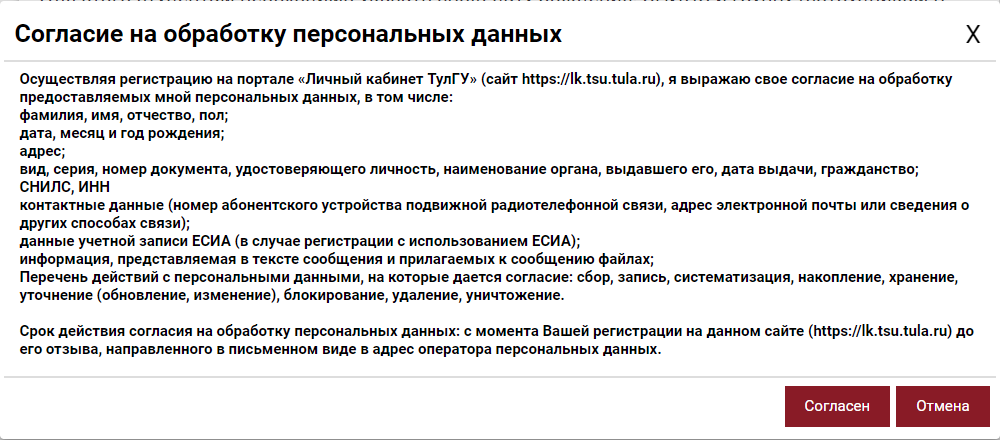 Согласие на обработку персональных данных
X
Осуществляя регистрацию на портале «Личный кабинет ТулГУ» (сайт https://lk.tsu.tula.ru), я выражаю свое согласие на обработку
предоставляемых мной персональных данных, в том числе:
фамилия, имя, отчество, пол;
дата, месяц и год рождения;
адрес;
вид, серия, номер документа, удостоверяющего личность, наименование органа, выдавшего его, дата выдачи, гражданство;
СНИЛС, ИНН
контактные данные (номер абонентского устройства подвижной радиотелефонной связи, адрес электронной почты или сведения о
других способах связи);
данные учетной записи ЕСИА (в случае регистрации с использованием ЕСИА);
информация, представляемая в тексте сообщения и прилагаемых к сообщению файлах;
Перечень действий с персональными данными, на которые дается согласие: сбор, запись, систематизация, накопление, хранение,
уточнение (обновление, изменение), блокирование, удаление, уничтожение.
Срок действия согласия на обработку персональных данных: с момента Вашей регистрации на данном сайте (https://lk.tsu.tula.ru) до
его отзыва, направленного в письменном виде в адрес оператора персональных данных.
Согласен
Отмена